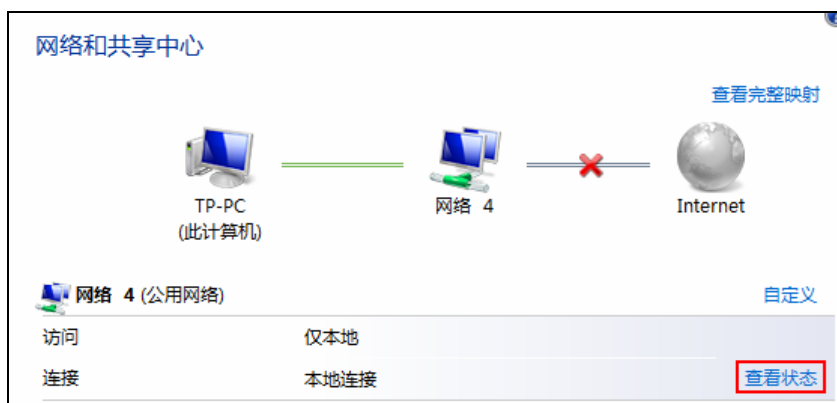 网络和共享中心
查看完整映射
TP-PC
(此计算机)
网络 4
Internet
网络 4 (公用网络)
自定义
访问 仅本地
连接 本地连接 查看状态